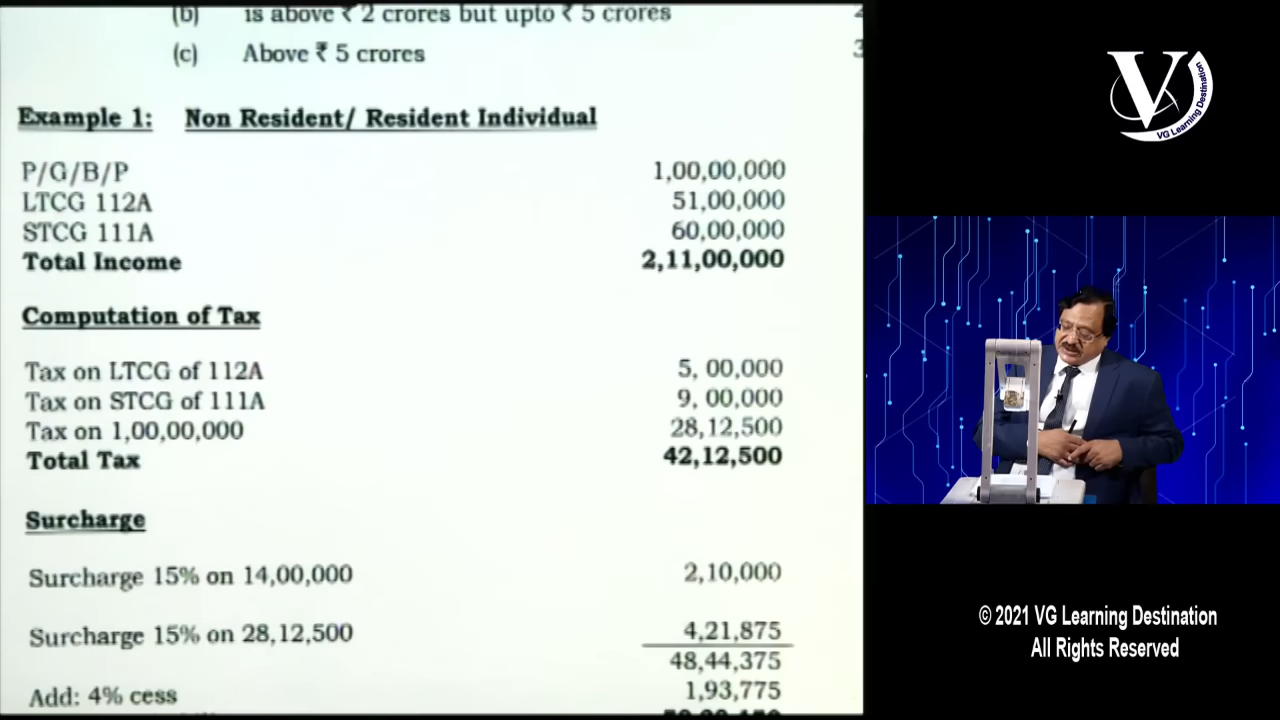 (b) is above ₹ 2 crores but upto ₹ 5 crores
(c) Above ₹ 5 crores 3
Example 1: Non Resident/ Resident Individual
P/G/B/P 1,00,00,000
LTCG 112A 51,00,000
STCG 111A 60,00,000
Total Income 2,11,00,000
Computation of Tax
Tax on LTCG of 112A 5, 00,000
Tax on STCG of 111A 9, 00,000
Tax on 1,00,00,000 28,12,500
Total Tax 42,12,500
Surcharge
Surcharge 15% on 14,00,000 2,10,000
Surcharge 15% on 28,12,500 4,21,875
48,44,375
Add: 4% cess 1,93,775
V
VG Learning Destination
© 2021 VG Learning Destination
All Rights Reserved